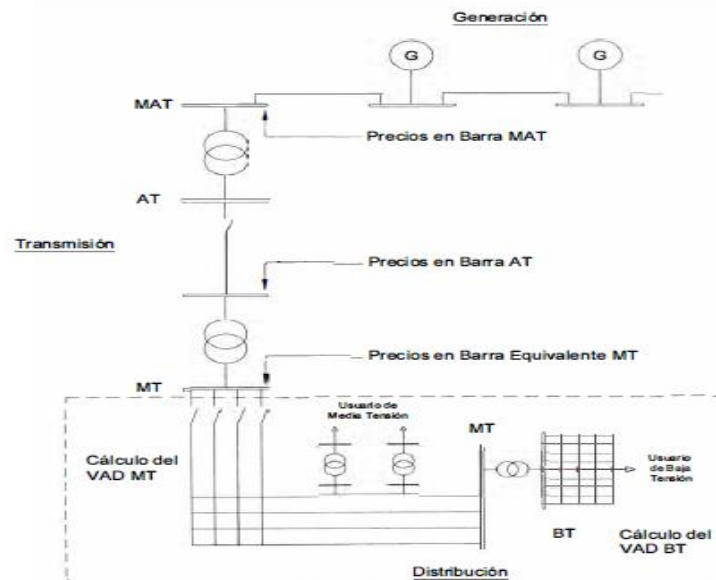 Generación
G
G
MAT
Precios en Barra MAT
AT
Transmisión
Precios en Barra AT
Precios en Barra Equivalente MT
MT
Usuario de
Media Tensión
MT
Cálculo del
VAD MT
Usuario
de Baja
Tensión
BT
Cálculo del
VAD BT
Distribución